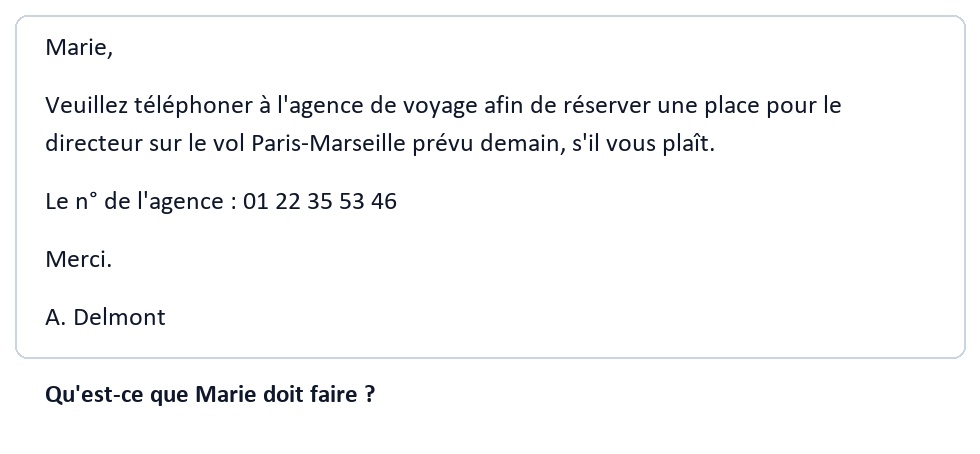 Marie,
Veuillez téléphoner à l'agence de voyage afin de réserver une place pour le
directeur sur le vol Paris-Marseille prévu demain, s'il vous plaît.
Le n° de l'agence : 01 22 35 53 46
Merci.
A. Delmont
Qu'est-ce que Marie doit faire ?